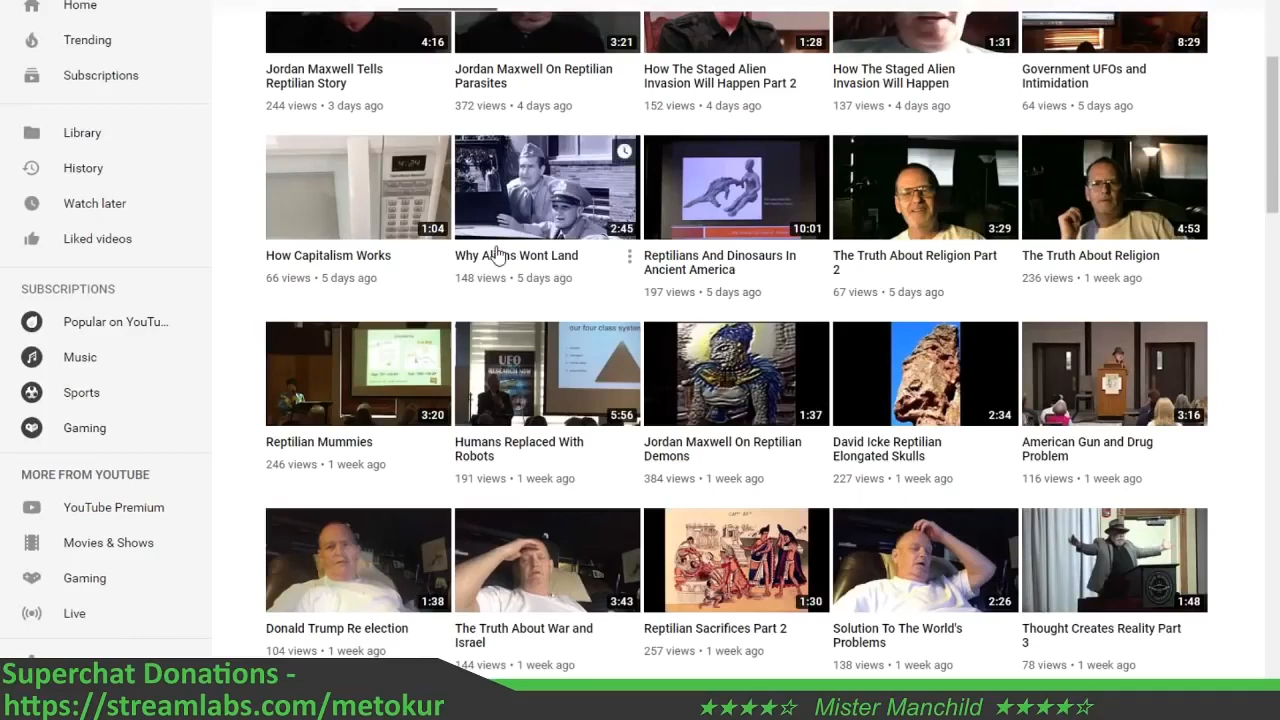 Home
Trending
Subscriptions
Library
History
Watch later
Liked videos
SUBSCRIPTIONS
Popular on YouTu...
Music
Sports
Gaming
MORE FROM YOUTUBE
YouTube Premium
Movies & Shows
Gaming
Live
4:16
3:21
1:28
1:31
8:29
Jordan Maxwell Tells
Reptilian Story
244 views • 3 days ago
Jordan Maxwell On Reptilian
Parasites
372 views • 4 days ago
How The Staged Alien
Invasion Will Happen Part 2
152 views • 4 days ago
How The Staged Alien
Invasion Will Happen
137 views • 4 days ago
Government UFOs and
Intimidation
64 views • 5 days ago
4:24
1:04
2:45
10:01
3:29
4:53
How Capitalism Works
66 views • 5 days ago
Why Aliens Wont Land
148 views • 5 days ago
Reptilians And Dinosaurs In
Ancient America
197 views • 5 days ago
The Truth About Religion Part
2
67 views • 5 days ago
The Truth About Religion
236 views • 1 week ago
3:20
UFO
RESEARCH NOW
our four class system
5:56
1:37
2:34
3:16
Reptilian Mummies
246 views • 1 week ago
Humans Replaced With
Robots
191 views • 1 week ago
Jordan Maxwell On Reptilian
Demons
384 views • 1 week ago
David Icke Reptilian
Elongated Skulls
227 views • 1 week ago
American Gun and Drug
Problem
116 views • 1 week ago
1:38
3:43
1:30
2:26
1:48
Donald Trump Re election
104 views • 1 week ago
The Truth About War and
Israel
144 views • 1 week ago
Reptilian Sacrifices Part 2
257 views • 1 week ago
Solution To The World's
Problems
138 views • 1 week ago
Thought Creates Reality Part
3
78 views • 1 week ago
Superchat Donations -
https://streamlabs.com/metokur
★★★★☆ Mister Manchild ★★★★☆